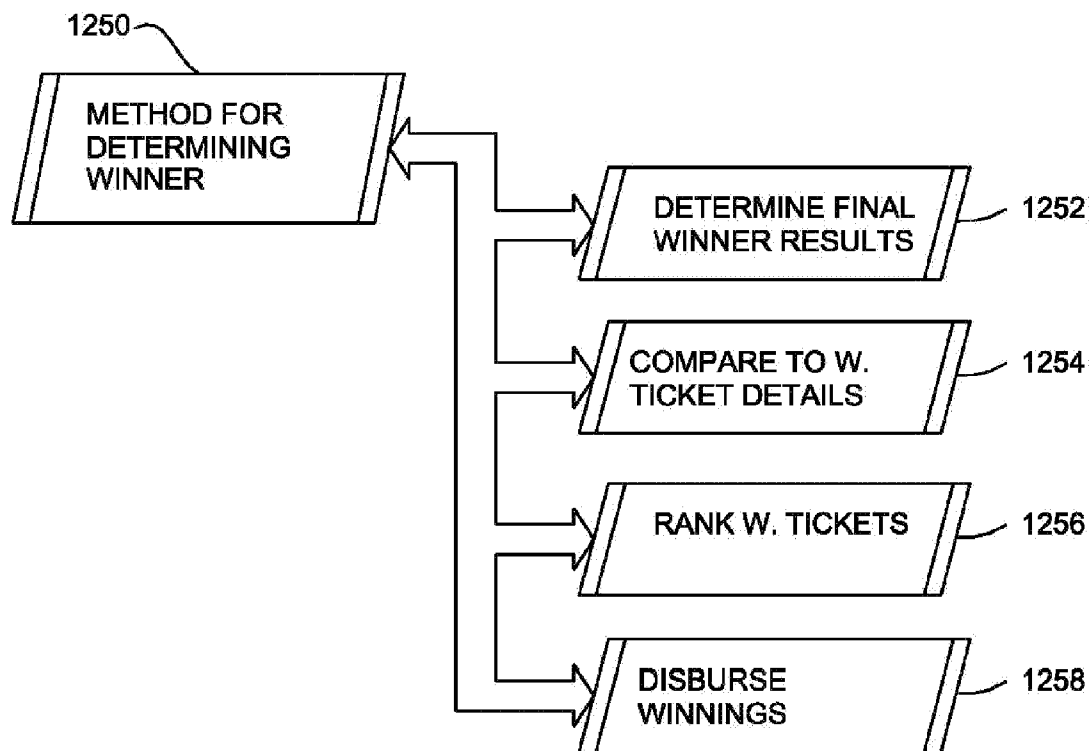 1250
METHOD FOR
DETERMINING
WINNER
DETERMINE FINAL
WINNER RESULTS
1252
COMPARE TO W.
TICKET DETAILS
1254
RANK W. TICKETS
1256
DISBURSE
WINNINGS
1258